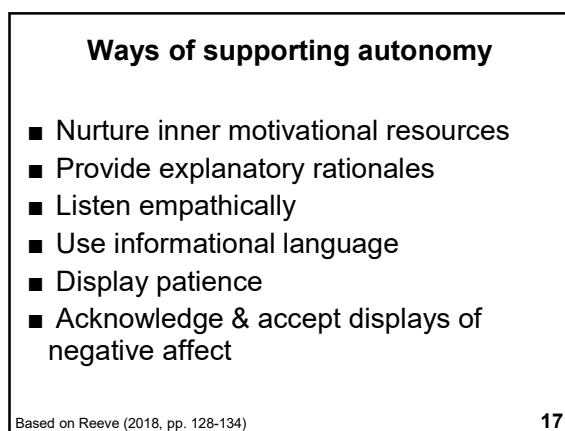 Ways of supporting autonomy
■ Nurture inner motivational resources
■ Provide explanatory rationales
■ Listen empathically
■ Use informational language
■ Display patience
■ Acknowledge & accept displays of
negative affect
Based on Reeve (2018, pp. 128-134)
17